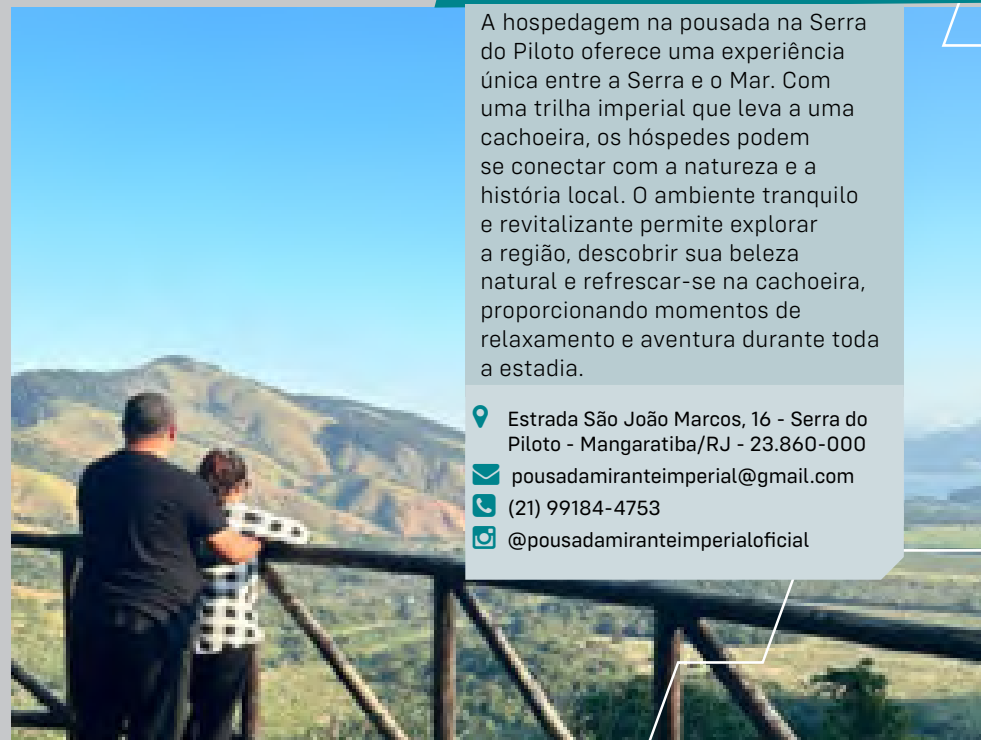 A hospedagem na pousada na Serra
do Piloto oferece uma experiência
única entre a Serra e o Mar. Com
uma trilha imperial que leva a uma
cachoeira, os hóspedes podem
se conectar com a natureza e a
história local. O ambiente tranquilo
e revitalizante permite explorar
a região, descobrir sua beleza
natural e refrescar-se na cachoeira,
proporcionando momentos de
relaxamento e aventura durante toda
a estadia.
Estrada São João Marcos, 16 - Serra do
Piloto - Mangaratiba/RJ - 23.860-000
pousadamiranteimperial@gmail.com
(21) 99184-4753
@pousadamiranteimperialoficial